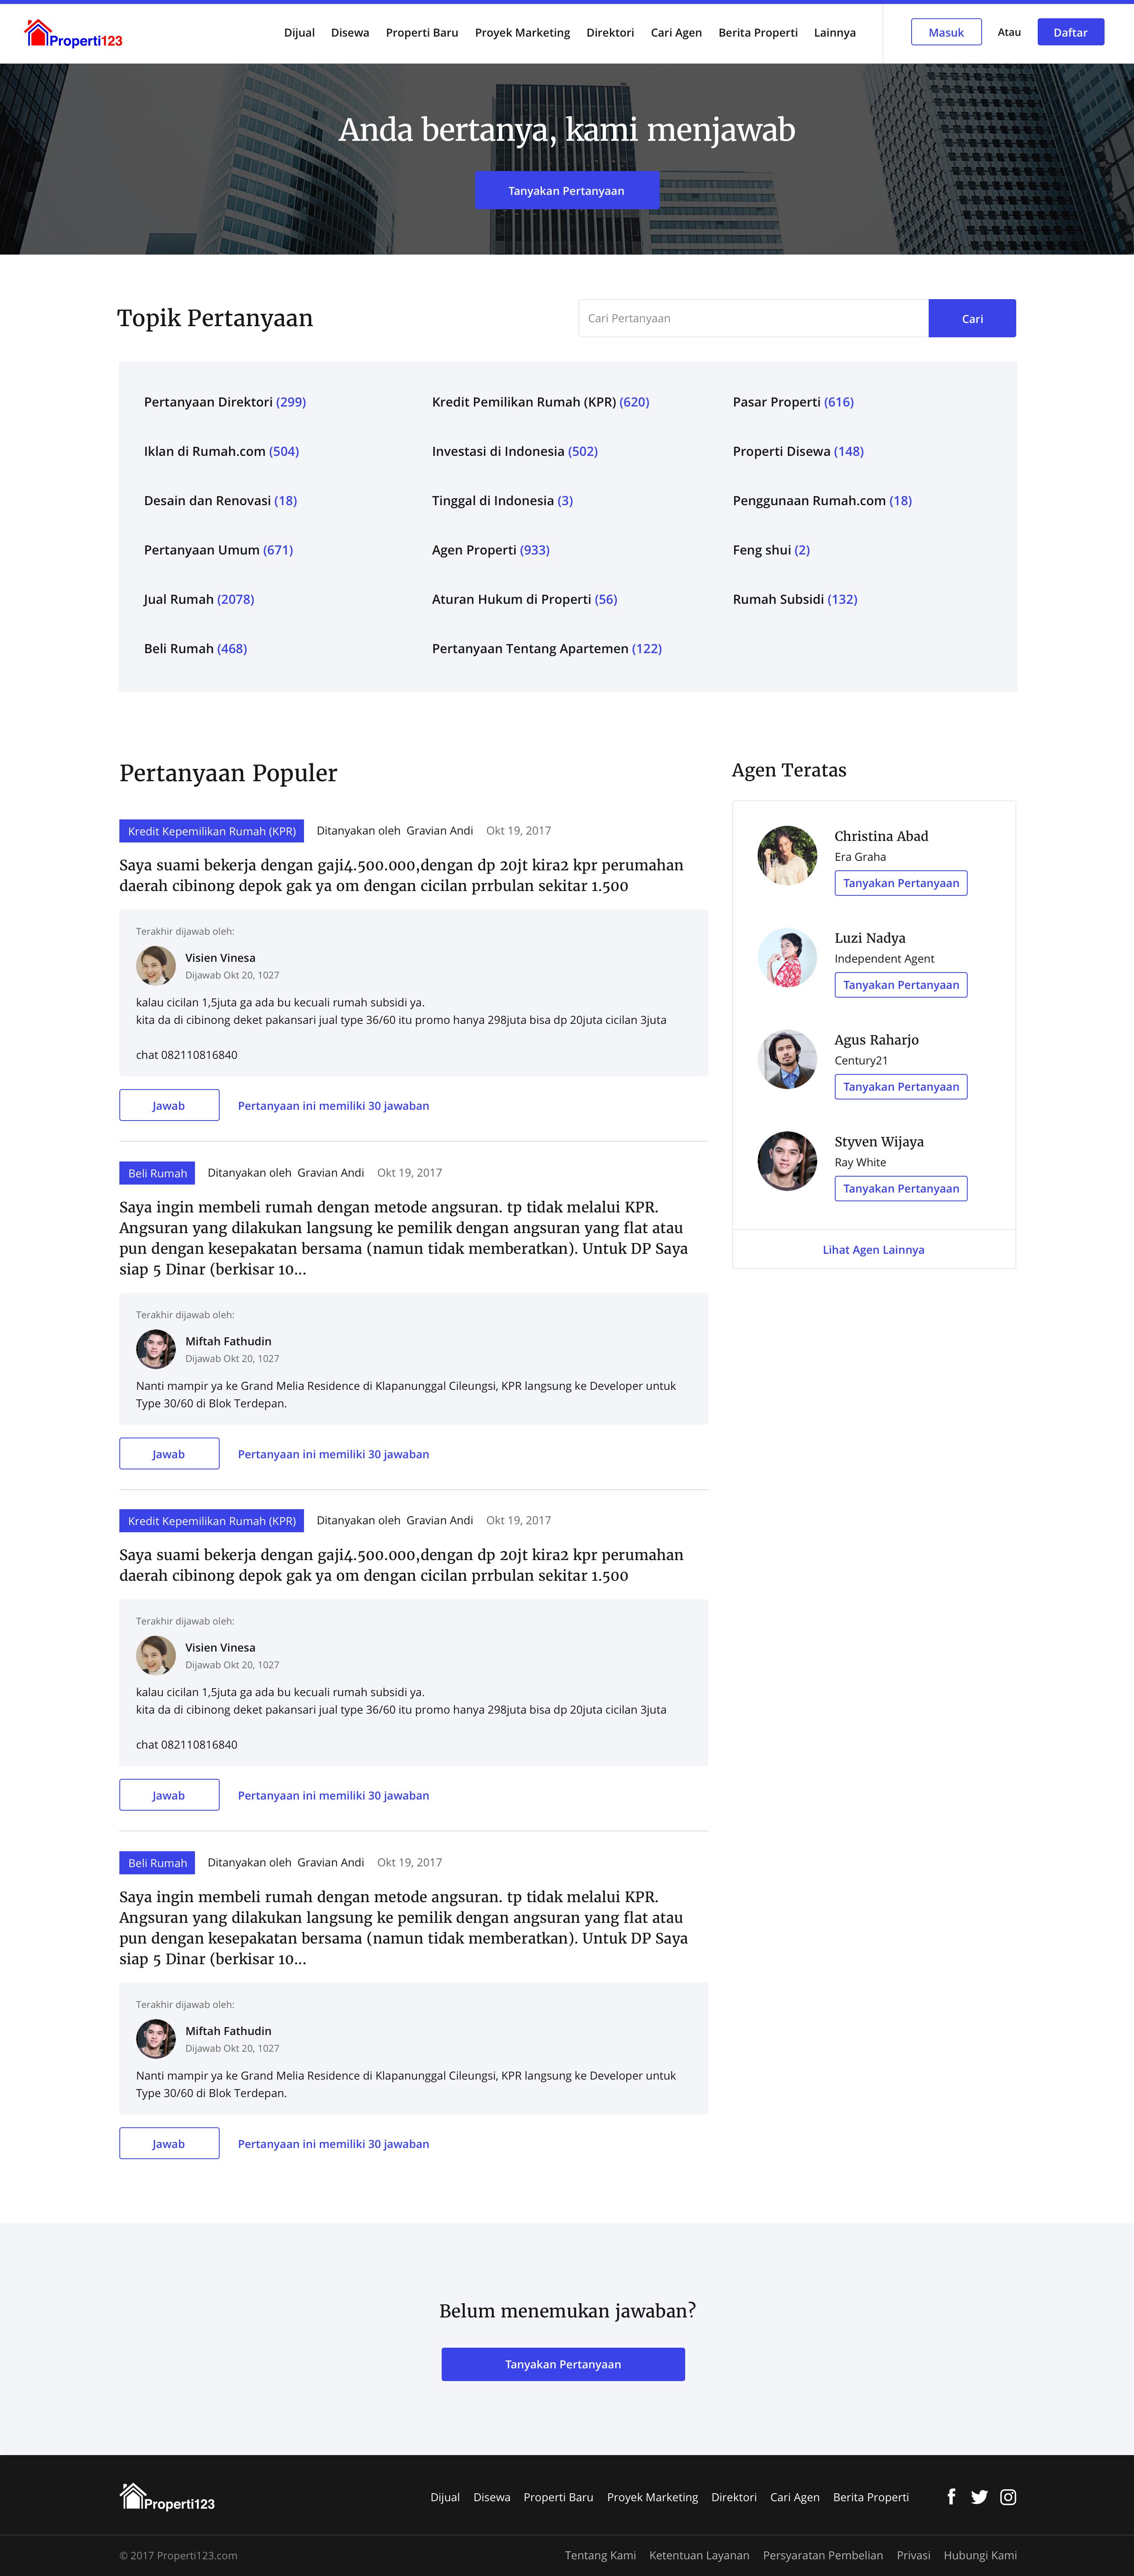 Properti123
Dijual Disewa Properti Baru Proyek Marketing Direktori Cari Agen Berita Properti Lainnya
Masuk Atau Daftar
Anda bertanya, kami menjawab
Tanyakan Pertanyaan
Topik Pertanyaan
Cari Pertanyaan
Cari
Pertanyaan Direktori (299) Kredit Pemilikan Rumah (KPR) (620) Pasar Properti (616)
Iklan di Rumah.com (504) Investasi di Indonesia (502) Properti Disewa (148)
Desain dan Renovasi (18) Tinggal di Indonesia (3) Penggunaan Rumah.com (18)
Pertanyaan Umum (671) Agen Properti (933) Feng shui (2)
Jual Rumah (2078) Aturan Hukum di Properti (56) Rumah Subsidi (132)
Beli Rumah (468) Pertanyaan Tentang Apartemen (122)
Pertanyaan Populer
Kredit Kepemilikan Rumah (KPR) Ditanyakan oleh Gravian Andi Okt 19, 2017
Saya suami bekerja dengan gaji4.500.000,dengan dp 20jt kira2 kpr perumahan
daerah cibinong depok gak ya om dengan cicilan prrbulan sekitar 1.500
Terakhir dijawab oleh:
Visien Vinesa
Dijawab Okt 20, 1027
kalau cicilan 1,5juta ga ada bu kecuali rumah subsidi ya.
kita da di cibinong deket pakansari jual type 36/60 itu promo hanya 298juta bisa dp 20juta cicilan 3juta
chat 082110816840
Jawab Pertanyaan ini memiliki 30 jawaban
Beli Rumah Ditanyakan oleh Gravian Andi Okt 19, 2017
Saya ingin membeli rumah dengan metode angsuran. tp tidak melalui KPR.
Angsuran yang dilakukan langsung ke pemilik dengan angsuran yang flat atau
pun dengan kesepakatan bersama (namun tidak memberatkan). Untuk DP Saya
siap 5 Dinar (berkisar 10...
Terakhir dijawab oleh:
Miftah Fathudin
Dijawab Okt 20, 1027
Nanti mampir ya ke Grand Melia Residence di Klapanunggal Cileungsi, KPR langsung ke Developer untuk
Type 30/60 di Blok Terdepan.
Jawab Pertanyaan ini memiliki 30 jawaban
Kredit Kepemilikan Rumah (KPR) Ditanyakan oleh Gravian Andi Okt 19, 2017
Saya suami bekerja dengan gaji4.500.000,dengan dp 20jt kira2 kpr perumahan
daerah cibinong depok gak ya om dengan cicilan prrbulan sekitar 1.500
Terakhir dijawab oleh:
Visien Vinesa
Dijawab Okt 20, 1027
kalau cicilan 1,5juta ga ada bu kecuali rumah subsidi ya.
kita da di cibinong deket pakansari jual type 36/60 itu promo hanya 298juta bisa dp 20juta cicilan 3juta
chat 082110816840
Jawab Pertanyaan ini memiliki 30 jawaban
Beli Rumah Ditanyakan oleh Gravian Andi Okt 19, 2017
Saya ingin membeli rumah dengan metode angsuran. tp tidak melalui KPR.
Angsuran yang dilakukan langsung ke pemilik dengan angsuran yang flat atau
pun dengan kesepakatan bersama (namun tidak memberatkan). Untuk DP Saya
siap 5 Dinar (berkisar 10...
Terakhir dijawab oleh:
Miftah Fathudin
Dijawab Okt 20, 1027
Nanti mampir ya ke Grand Melia Residence di Klapanunggal Cileungsi, KPR langsung ke Developer untuk
Type 30/60 di Blok Terdepan.
Jawab Pertanyaan ini memiliki 30 jawaban
Agen Teratas
Christina Abad
Era Graha
Tanyakan Pertanyaan
Luzi Nadya
Independent Agent
Tanyakan Pertanyaan
Agus Raharjo
Century21
Tanyakan Pertanyaan
Styven Wijaya
Ray White
Tanyakan Pertanyaan
Lihat Agen Lainnya
Belum menemukan jawaban?
Tanyakan Pertanyaan
Properti123
Dijual Disewa Properti Baru Proyek Marketing Direktori Cari Agen Berita Properti
© 2017 Properti123.com
Tentang Kami Ketentuan Layanan Persyaratan Pembelian Privasi Hubungi Kami